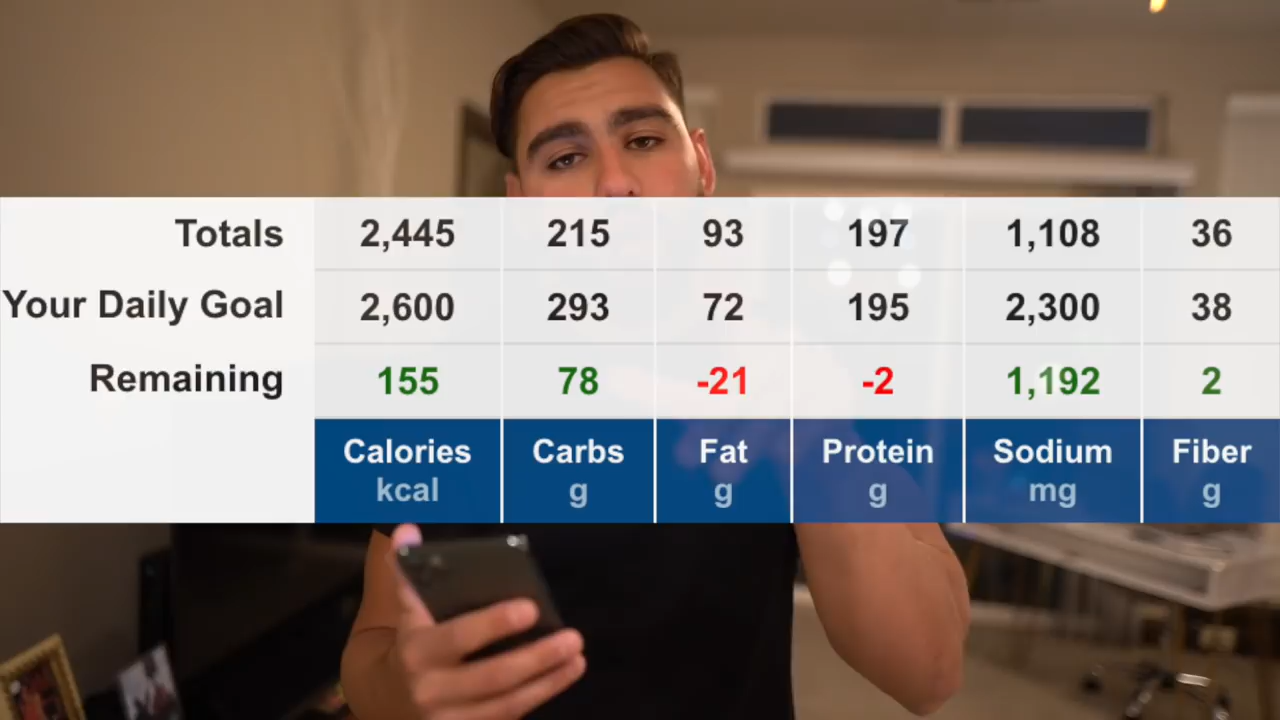 Totals 2,445 215 93 197 1,108 36
Your Daily Goal 2,600 293 72 195 2,300 38
Remaining 155 78 -21 -2 1,192 2
Calories Carbs Fat Protein Sodium Fiber
kcal g g g mg g